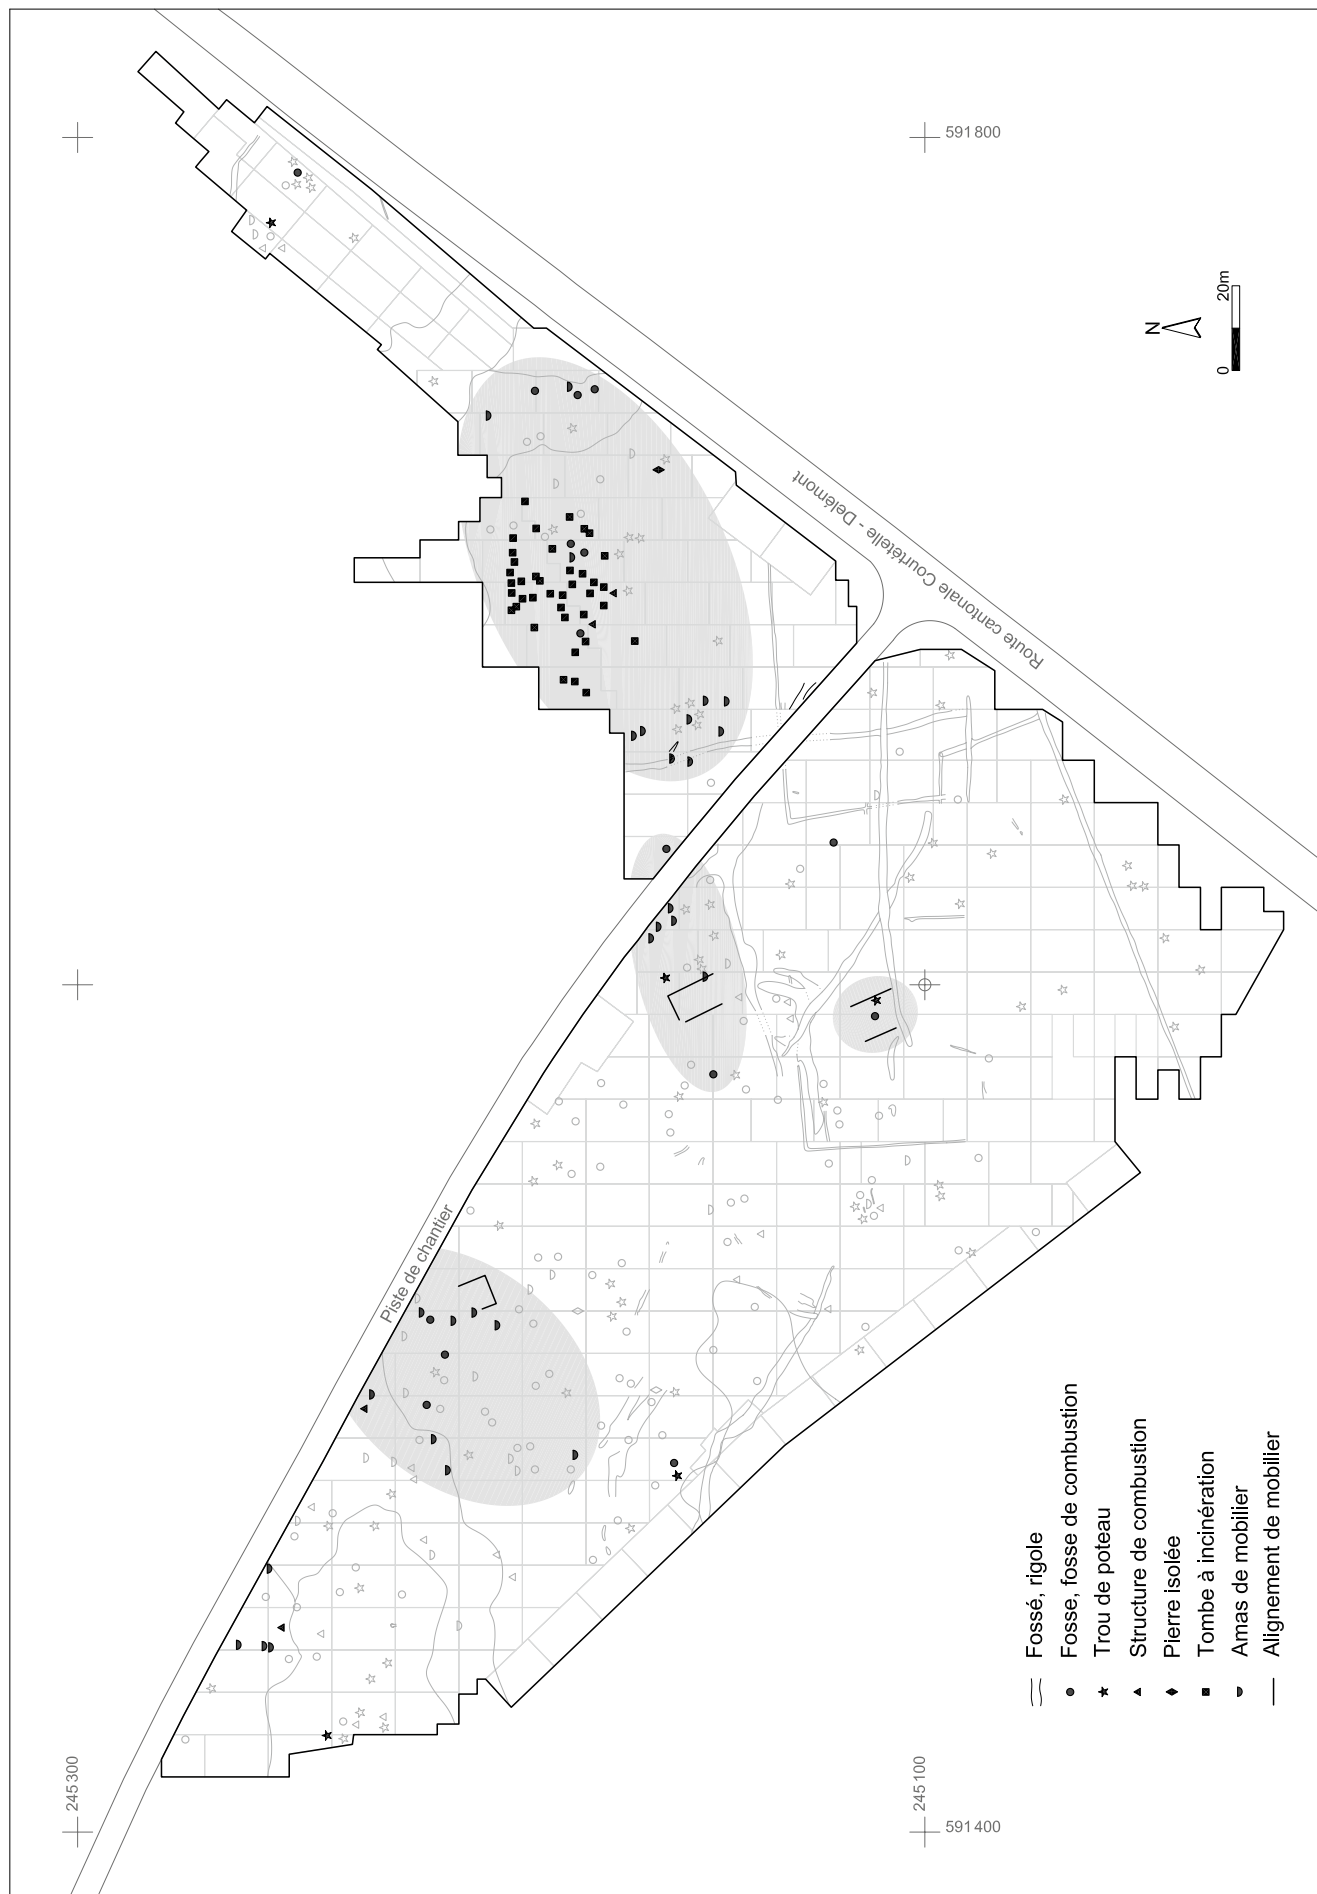 591 800
N
0 20m
Route cantonale Courtételle - Delémont
Piste de chantier
Fossé, rigole
Fosse, fosse de combustion
Trou de poteau
Structure de combustion
Pierre isolée
Tombe à incinération
Amas de mobilier
Alignement de mobilier
245 300
245 100
591 400